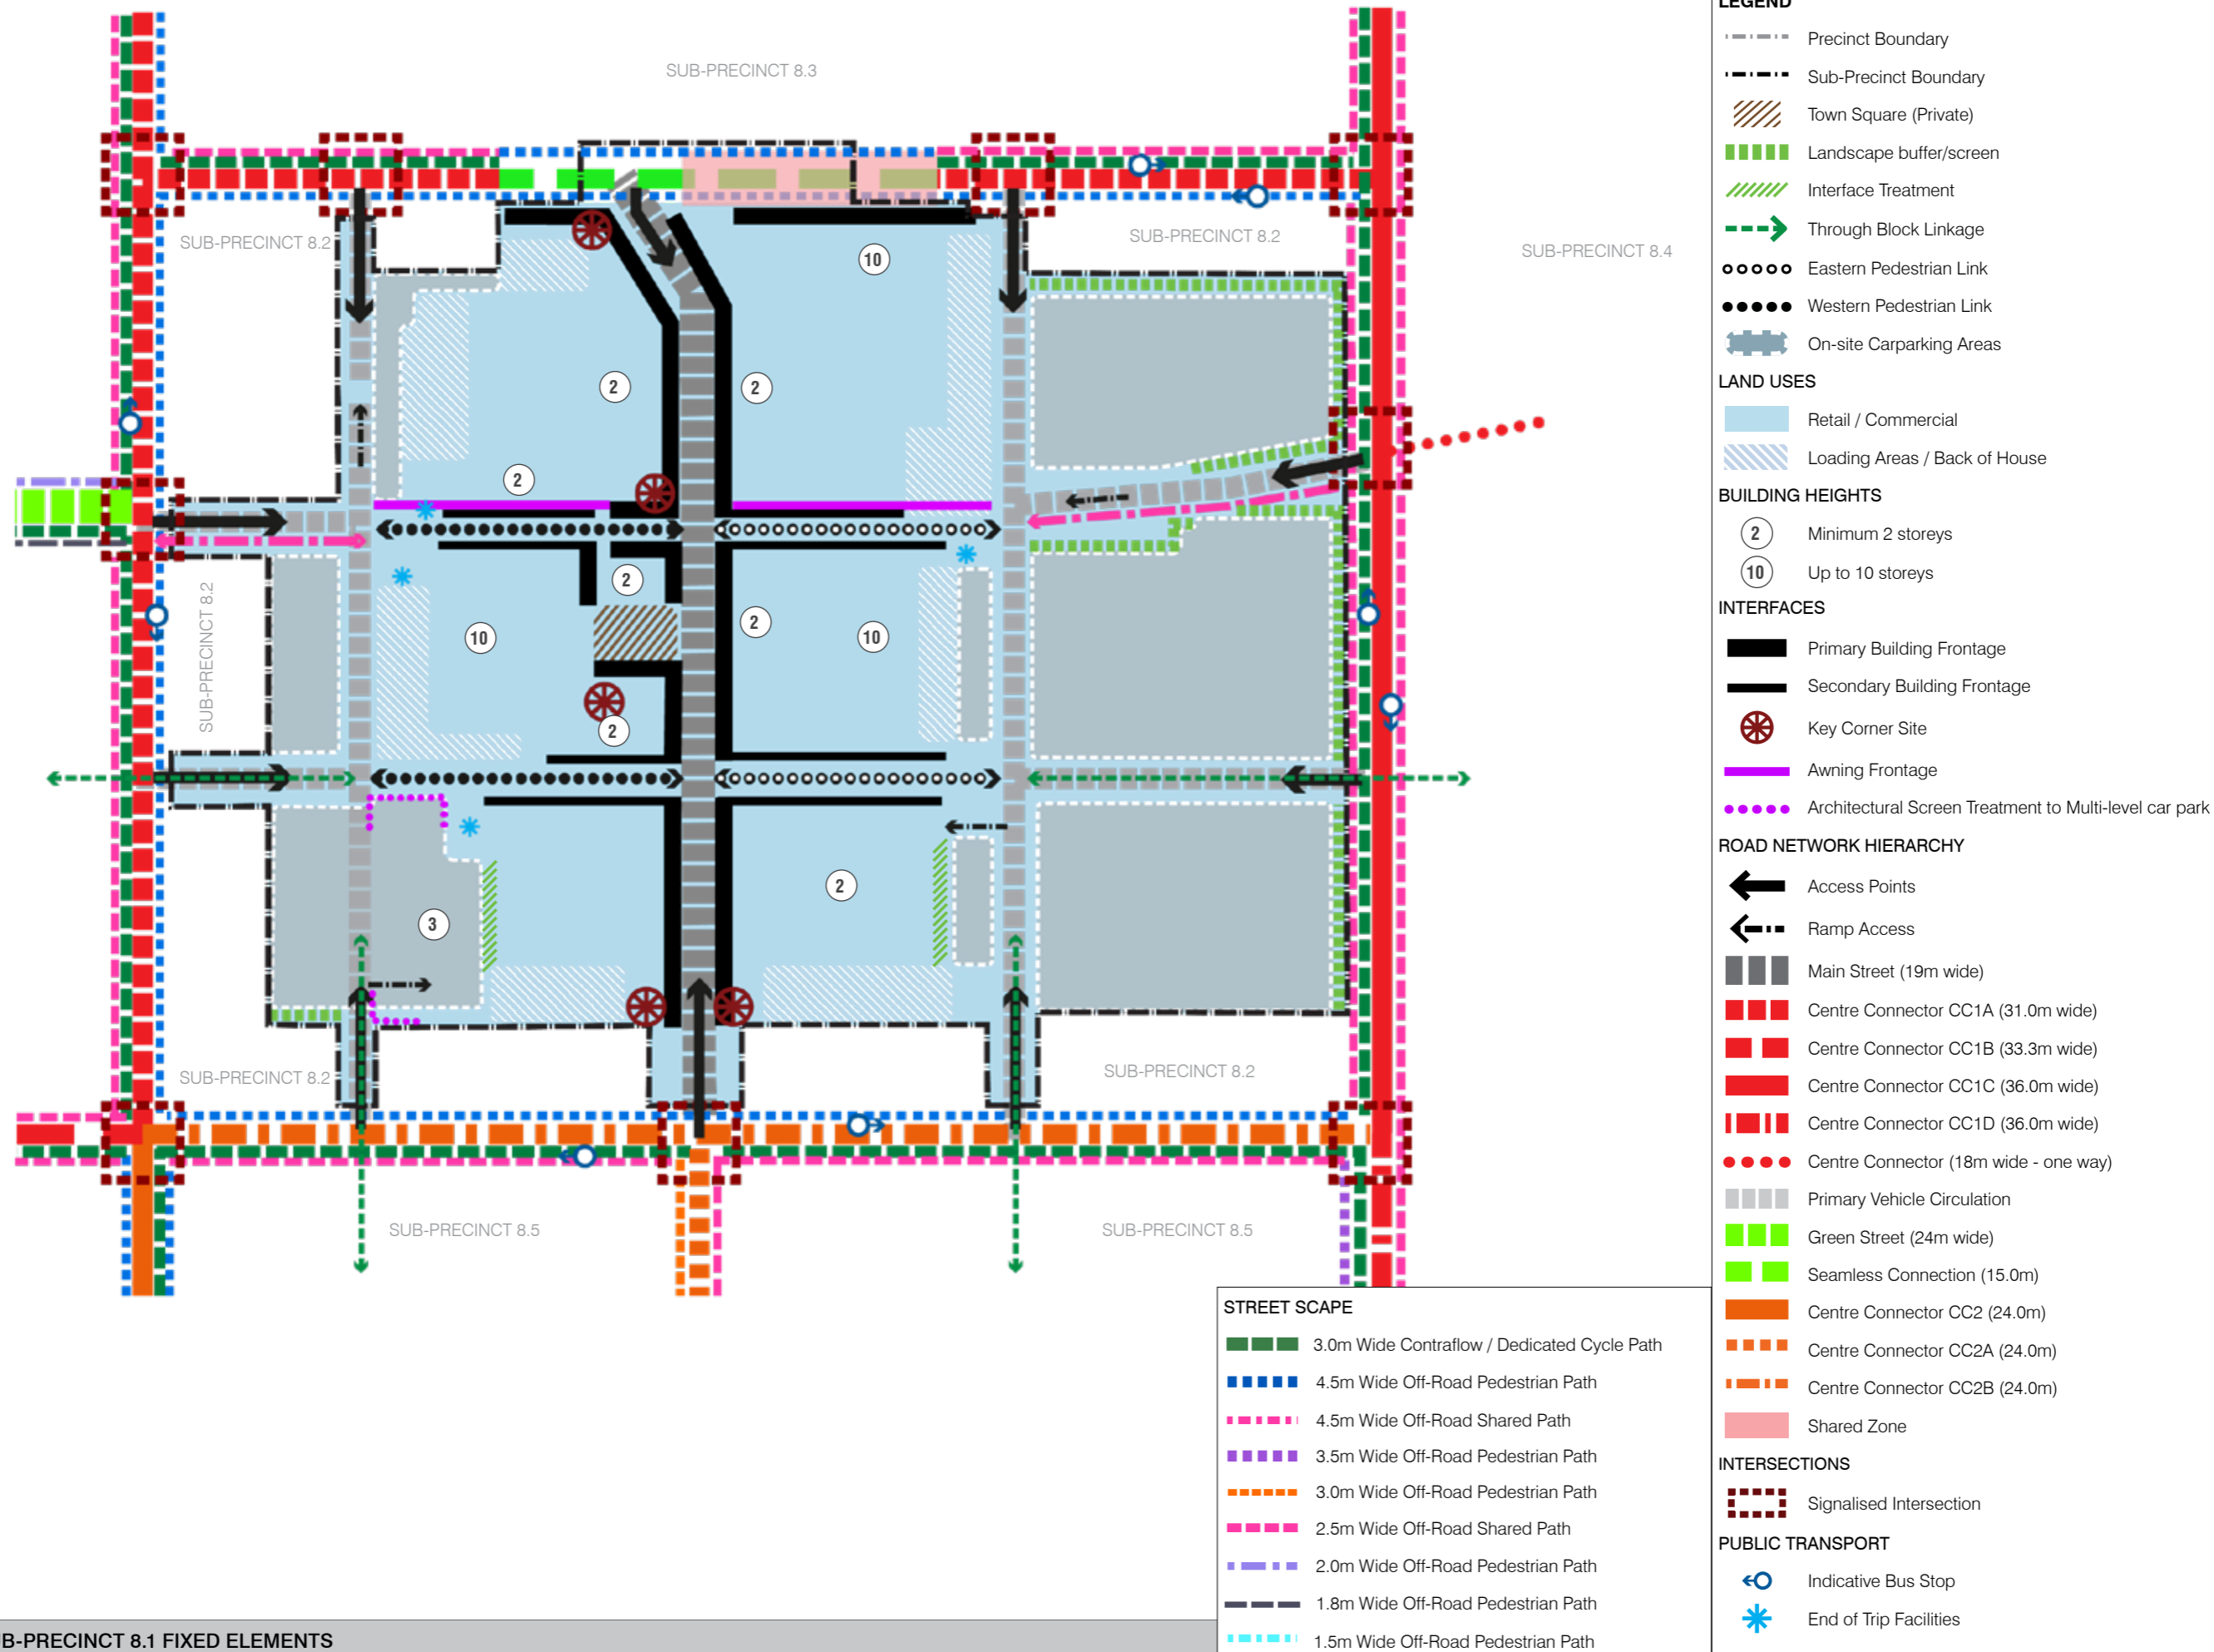 SUB-PRECINCT 8.3
SUB-PRECINCT 8.2
SUB-PRECINCT 8.2
SUB-PRECINCT 8.4
10
2
2
2
2
SUB-PRECINCT 8.2
10
2
10
2
2
3
SUB-PRECINCT 8.2
SUB-PRECINCT 8.2
SUB-PRECINCT 8.5
SUB-PRECINCT 8.5
LEGEND
Precinct Boundary
Sub-Precinct Boundary
Town Square (Private)
Landscape buffer/screen
Interface Treatment
Through Block Linkage
Eastern Pedestrian Link
Western Pedestrian Link
On-site Carparking Areas
LAND USES
Retail / Commercial
Loading Areas / Back of House
BUILDING HEIGHTS
2 Minimum 2 storeys
10 Up to 10 storeys
INTERFACES
Primary Building Frontage
Secondary Building Frontage
Key Corner Site
Awning Frontage
Architectural Screen Treatment to Multi-level car park
ROAD NETWORK HIERARCHY
Access Points
Ramp Access
Main Street (19m wide)
Centre Connector CC1A (31.0m wide)
Centre Connector CC1B (33.3m wide)
Centre Connector CC1C (36.0m wide)
Centre Connector CC1D (36.0m wide)
Centre Connector (18m wide - one way)
Primary Vehicle Circulation
Green Street (24m wide)
Seamless Connection (15.0m)
Centre Connector CC2 (24.0m)
Centre Connector CC2A (24.0m)
Centre Connector CC2B (24.0m)
Shared Zone
INTERSECTIONS
Signalised Intersection
PUBLIC TRANSPORT
Indicative Bus Stop
End of Trip Facilities
STREET SCAPE
3.0m Wide Contraflow / Dedicated Cycle Path
4.5m Wide Off-Road Pedestrian Path
4.5m Wide Off-Road Shared Path
3.5m Wide Off-Road Pedestrian Path
3.0m Wide Off-Road Pedestrian Path
2.5m Wide Off-Road Shared Path
2.0m Wide Off-Road Pedestrian Path
1.8m Wide Off-Road Pedestrian Path
1.5m Wide Off-Road Pedestrian Path
B-PRECINCT 8.1 FIXED ELEMENTS